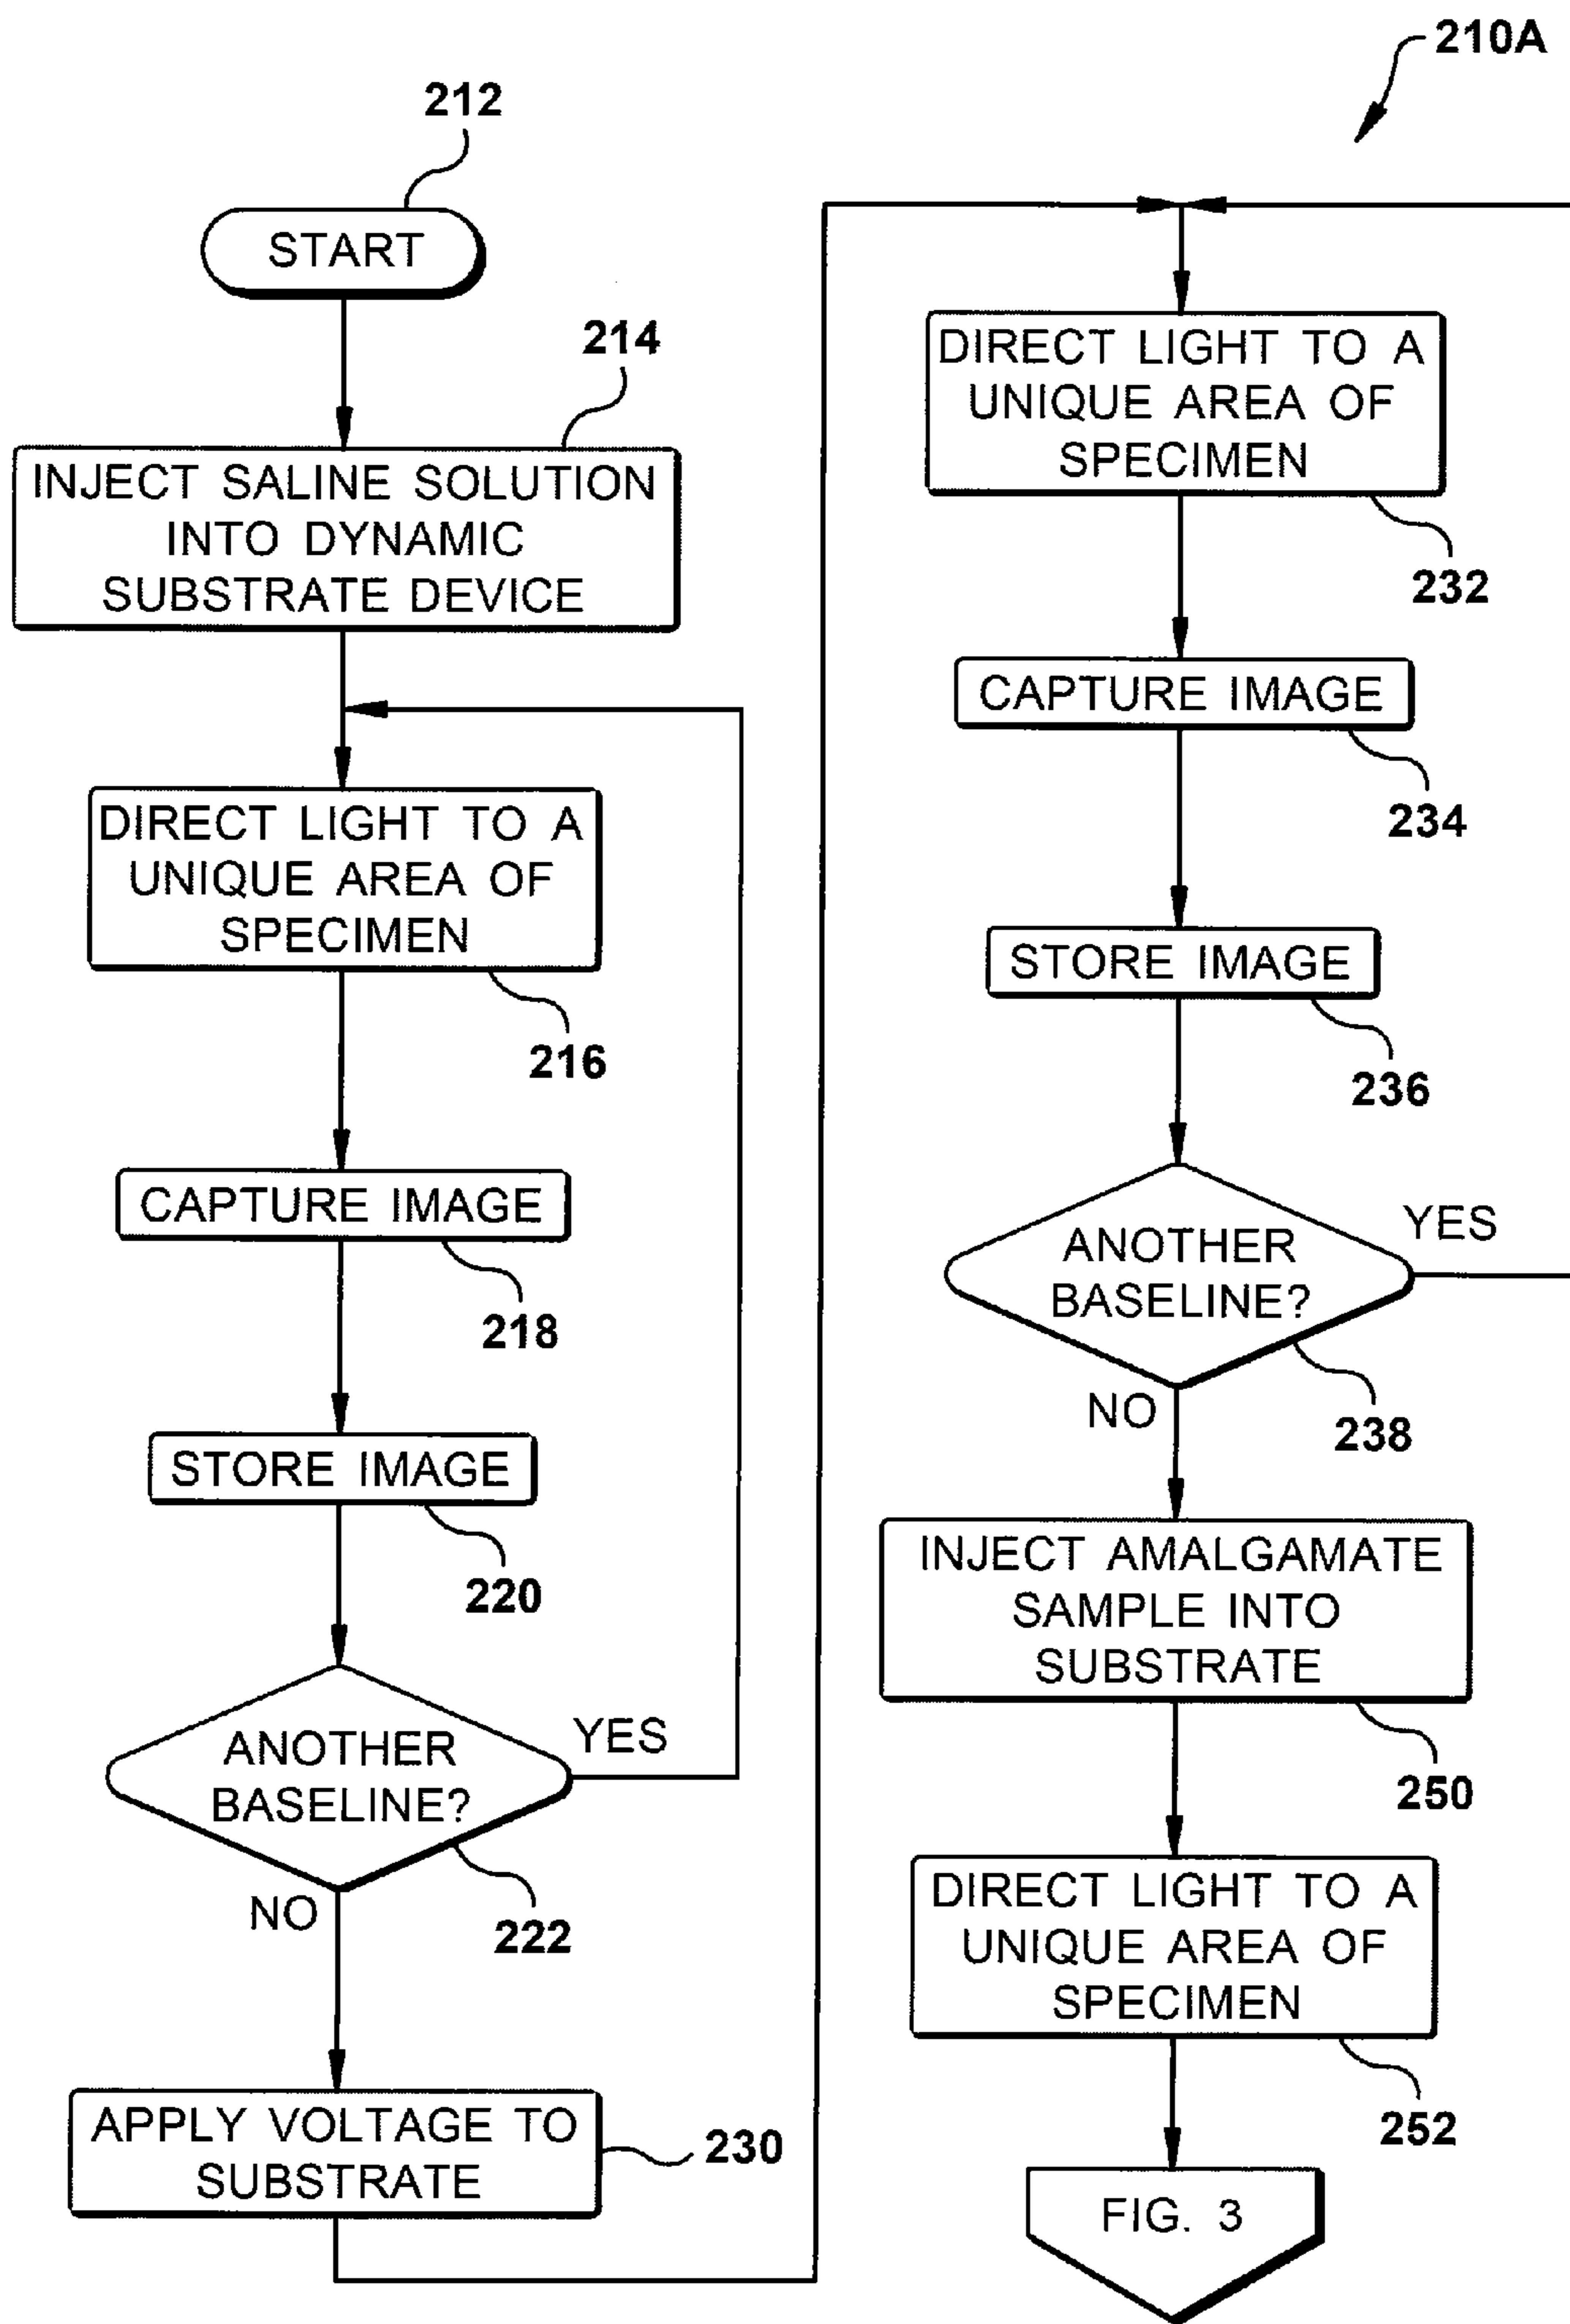 210A
212
START
214
INJECT SALINE SOLUTION
INTO DYNAMIC
SUBSTRATE DEVICE
DIRECT LIGHT TO A
UNIQUE AREA OF
SPECIMEN
216
CAPTURE IMAGE
218
STORE IMAGE
220
ANOTHER
BASELINE?
YES
NO
222
APPLY VOLTAGE TO
SUBSTRATE
230
DIRECT LIGHT TO A
UNIQUE AREA OF
SPECIMEN
232
CAPTURE IMAGE
234
STORE IMAGE
236
ANOTHER
BASELINE?
YES
NO
238
INJECT AMALGAMATE
SAMPLE INTO
SUBSTRATE
250
DIRECT LIGHT TO A
UNIQUE AREA OF
SPECIMEN
252
FIG. 3